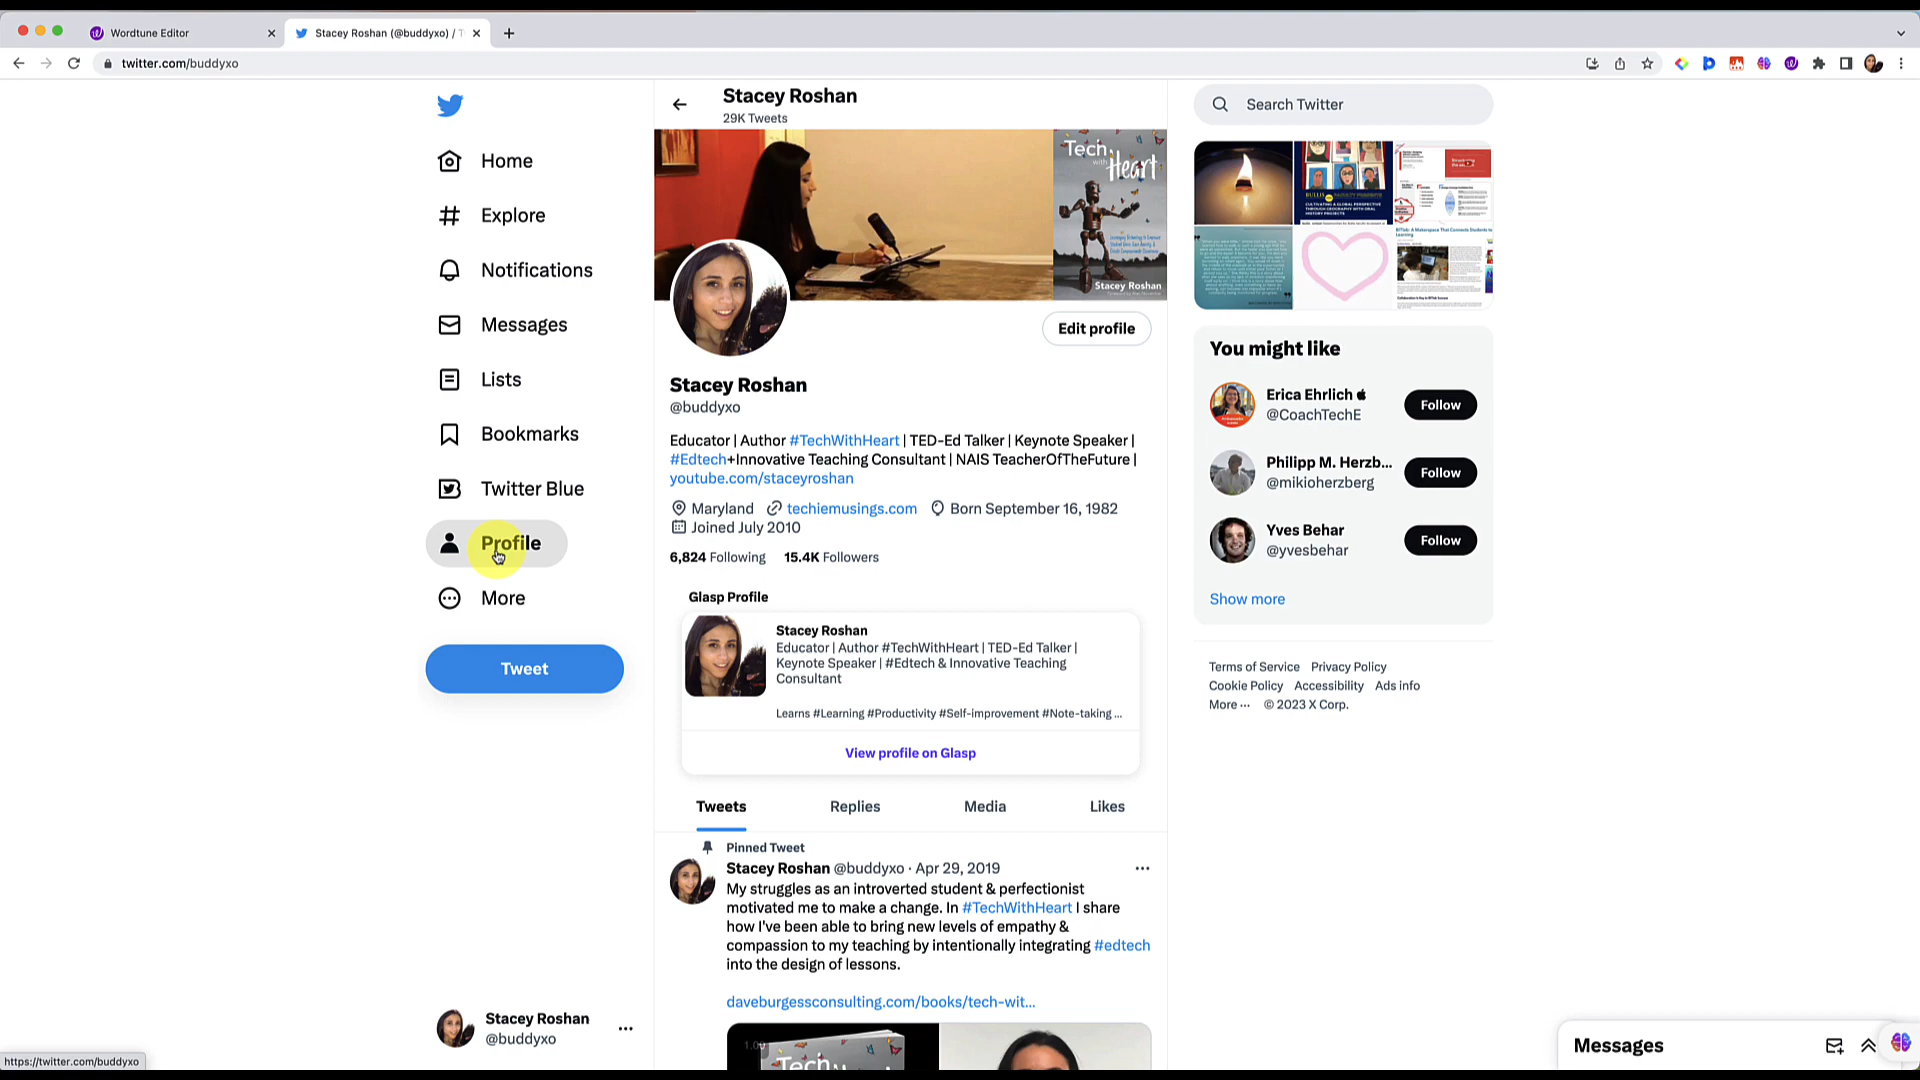 Wordtune Editor
Stacey Roshan (@buddyxo) / T
twitter.com/buddyxo
Home
Explore
Notifications
Messages
Lists
Bookmarks
Twitter Blue
Profile
More
Tweet
Stacey Roshan
@buddyxo
https://twitter.com/buddyxo
Stacey Roshan
29K Tweets
Tech
with
Heart
Stacey Roshan
Edit profile
Stacey Roshan
@buddyxo
Educator | Author #TechWithHeart | TED-Ed Talker | Keynote Speaker |
#Edtech+Innovative Teaching Consultant | NAIS TeacherOfTheFuture |
youtube.com/staceyroshan
Maryland techiemusings.com Born September 16, 1982
Joined July 2010
6,824 Following 15.4K Followers
Glasp Profile
Stacey Roshan
Educator | Author #TechWithHeart | TED-Ed Talker |
Keynote Speaker | #Edtech & Innovative Teaching
Consultant
Learns #Learning #Productivity #Self-improvement #Note-taking ...
View profile on Glasp
Tweets Replies Media Likes
Pinned Tweet
Stacey Roshan @buddyxo · Apr 29, 2019
My struggles as an introverted student & perfectionist
motivated me to make a change. In #TechWithHeart I share
how I've been able to bring new levels of empathy &
compassion to my teaching by intentionally integrating #edtech
into the design of lessons.
daveburgessconsulting.com/books/tech-wit...
Tech
Search Twitter
You might like
Erica Ehrlich
@CoachTechE
Follow
Philipp M. Herzb...
@mikioherzberg
Follow
Yves Behar
@yvesbehar
Follow
Show more
Terms of Service Privacy Policy
Cookie Policy Accessibility Ads info
More ... © 2023 X Corp.
Messages